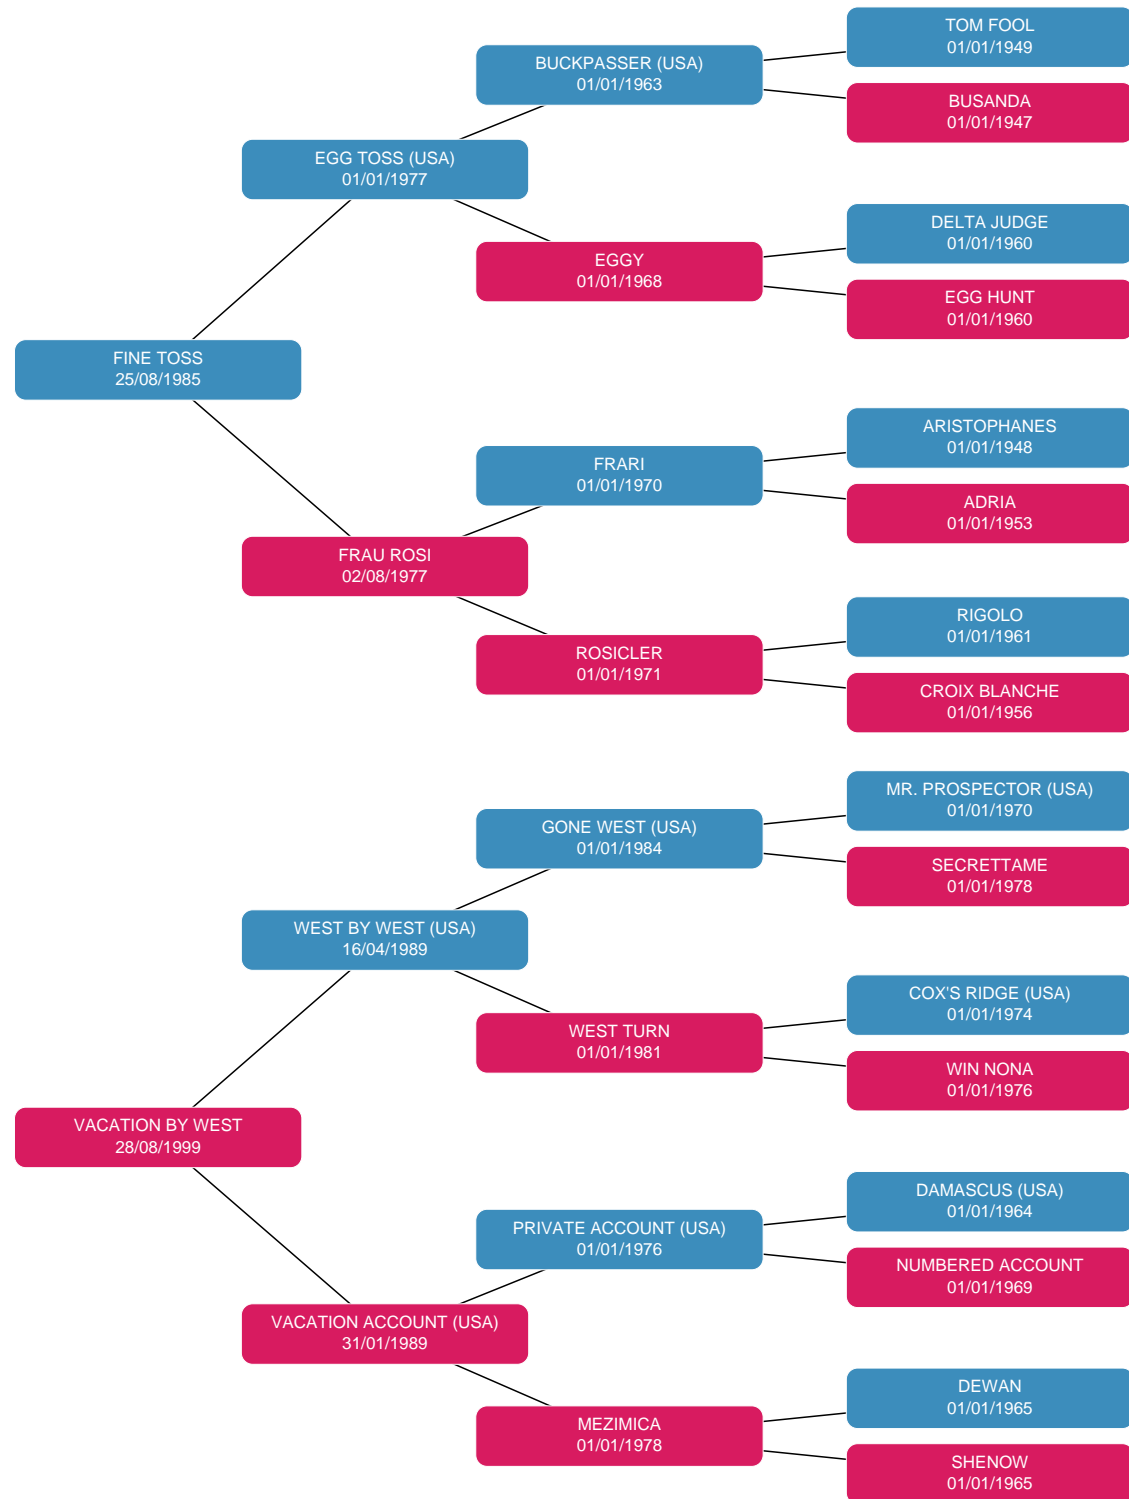 TOM FOOL
01/01/1949
BUCKPASSER (USA)
01/01/1963
BUSANDA
01/01/1947
EGG TOSS (USA)
01/01/1977
DELTA JUDGE
01/01/1960
EGGY
01/01/1968
EGG HUNT
01/01/1960
FINE TOSS
25/08/1985
ARISTOPHANES
01/01/1948
FRARI
01/01/1970
ADRIA
01/01/1953
FRAU ROSI
02/08/1977
RIGOLO
01/01/1961
ROSICLER
01/01/1971
CROIX BLANCHE
01/01/1956
MR. PROSPECTOR (USA)
01/01/1970
GONE WEST (USA)
01/01/1984
SECRETTAME
01/01/1978
WEST BY WEST (USA)
16/04/1989
COX'S RIDGE (USA)
01/01/1974
WEST TURN
01/01/1981
WIN NONA
01/01/1976
VACATION BY WEST
28/08/1999
DAMASCUS (USA)
01/01/1964
PRIVATE ACCOUNT (USA)
01/01/1976
NUMBERED ACCOUNT
01/01/1969
VACATION ACCOUNT (USA)
31/01/1989
DEWAN
01/01/1965
MEZIMICA
01/01/1978
SHENOW
01/01/1965